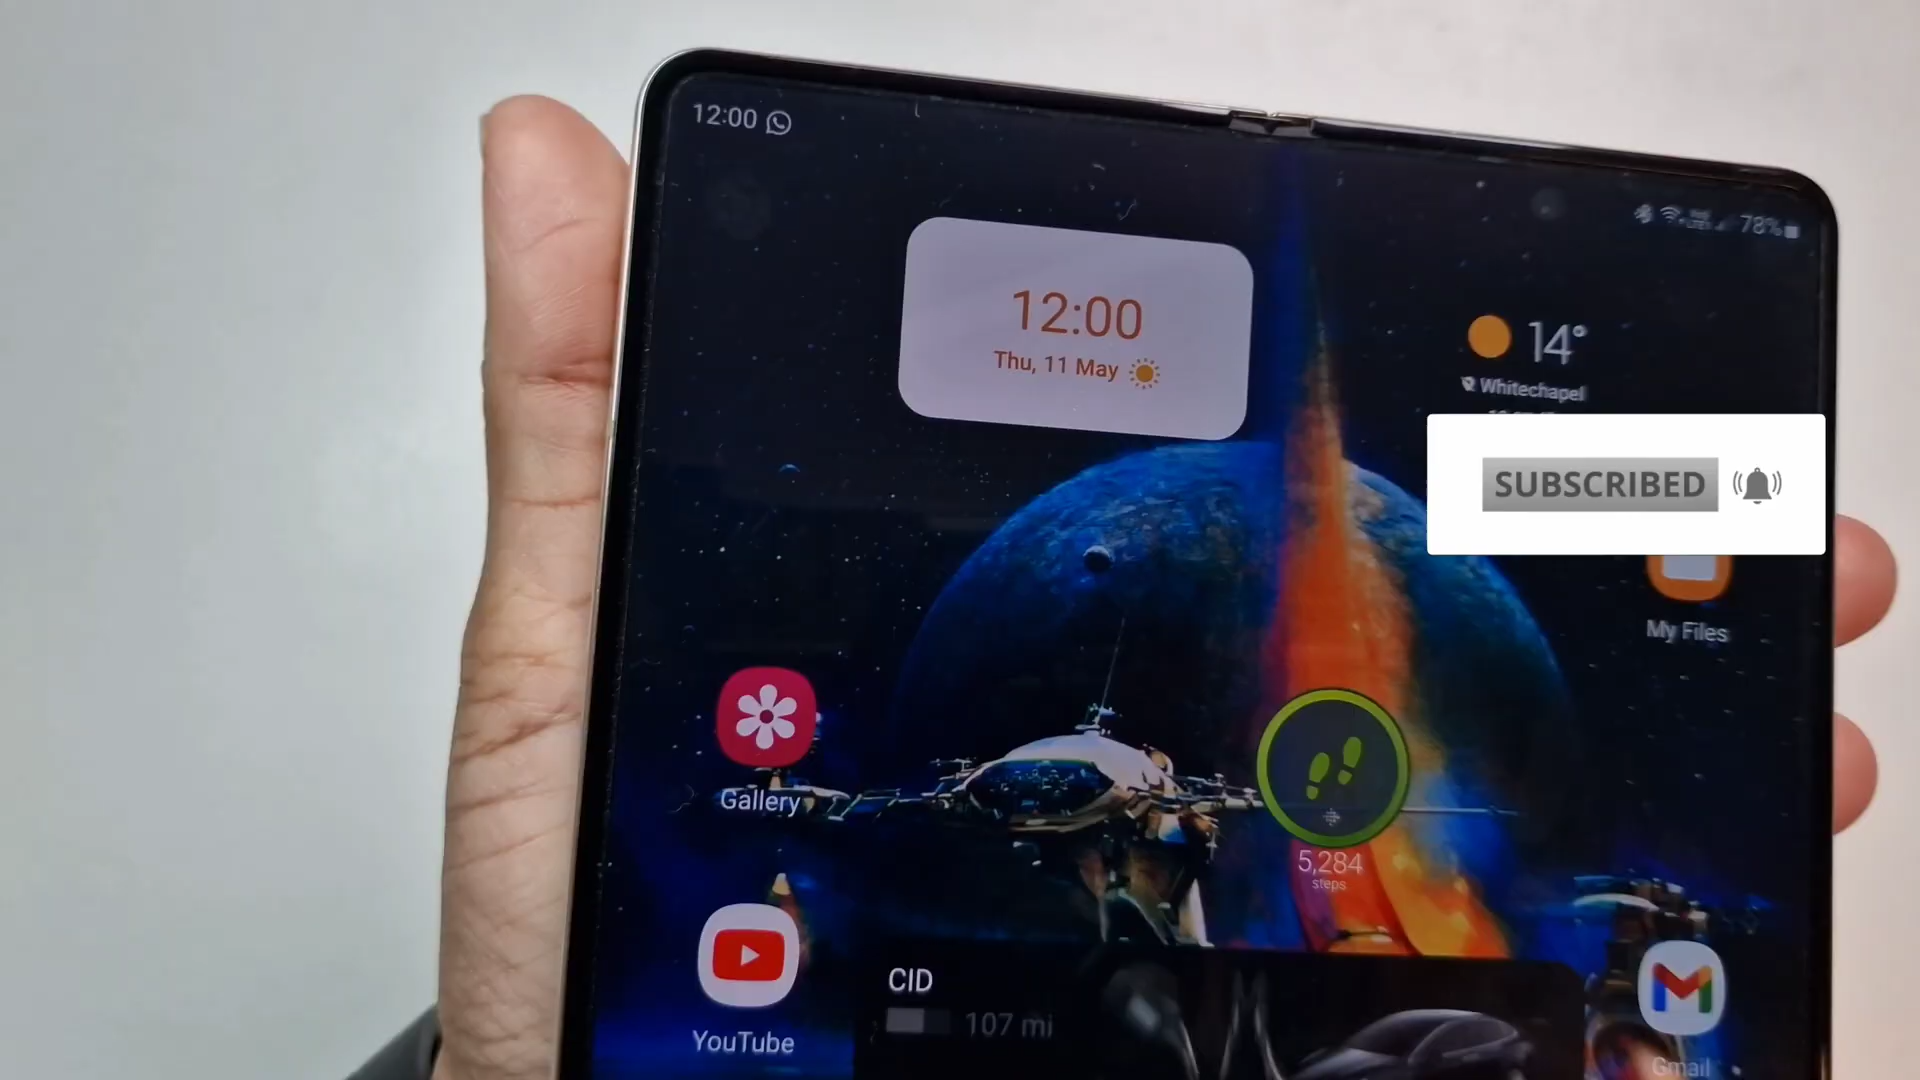 12:00
78%
12:00
Thu, 11 May
14°
Whitechapel
SUBSCRIBED
My Files
Gallery
5,284
steps
YouTube
CID
107 mi
Gmail